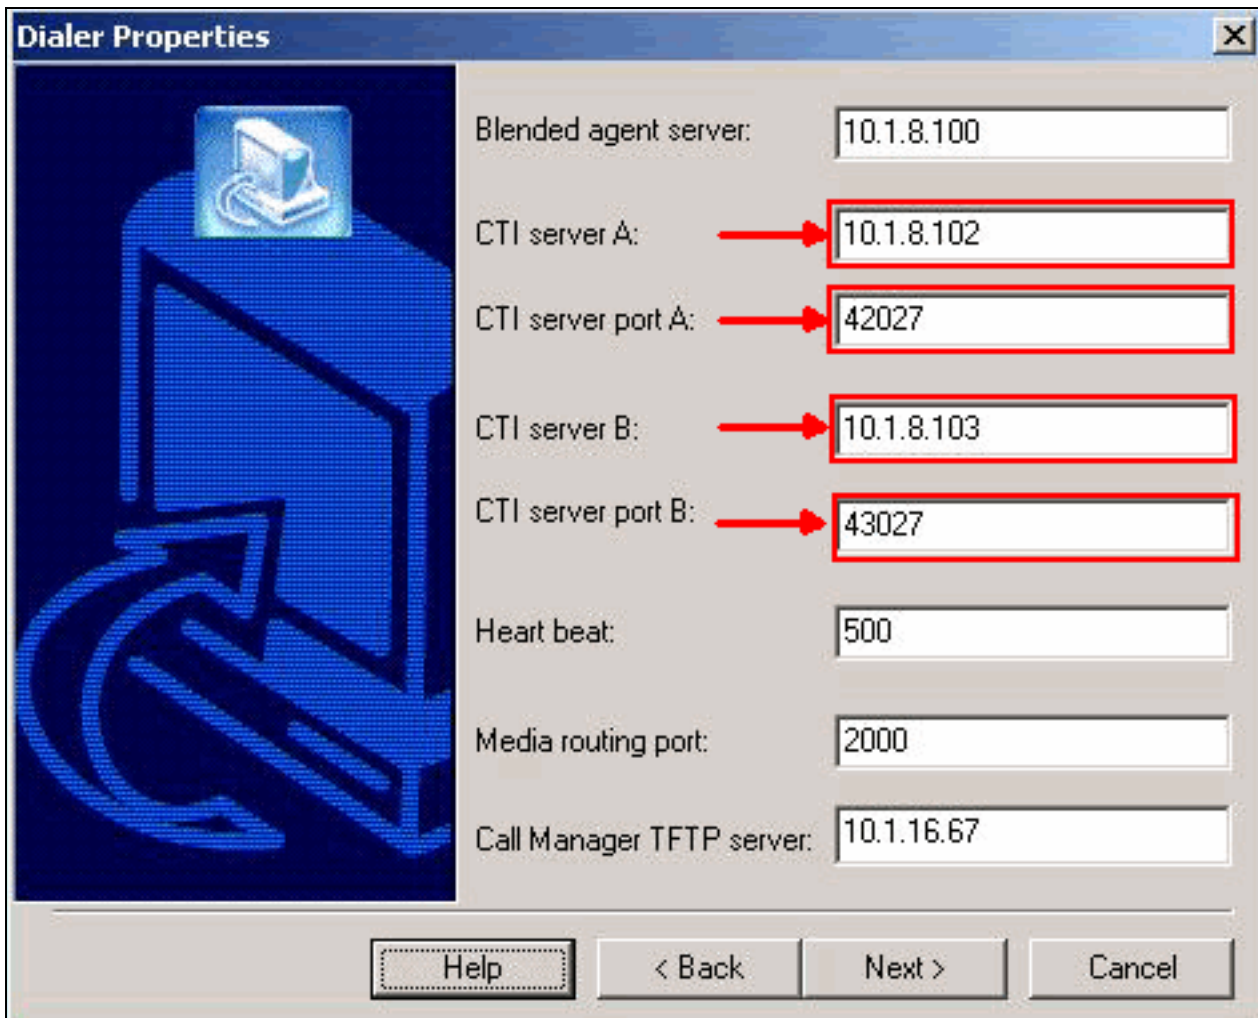 Dialer Properties
Blended agent server: 10.1.8.100
CTI server A: 10.1.8.102
CTI server port A: 42027
CTI server B: 10.1.8.103
CTI server port B: 43027
Heart beat: 500
Media routing port: 2000
Call Manager TFTP server: 10.1.16.67
Help < Back Next > Cancel